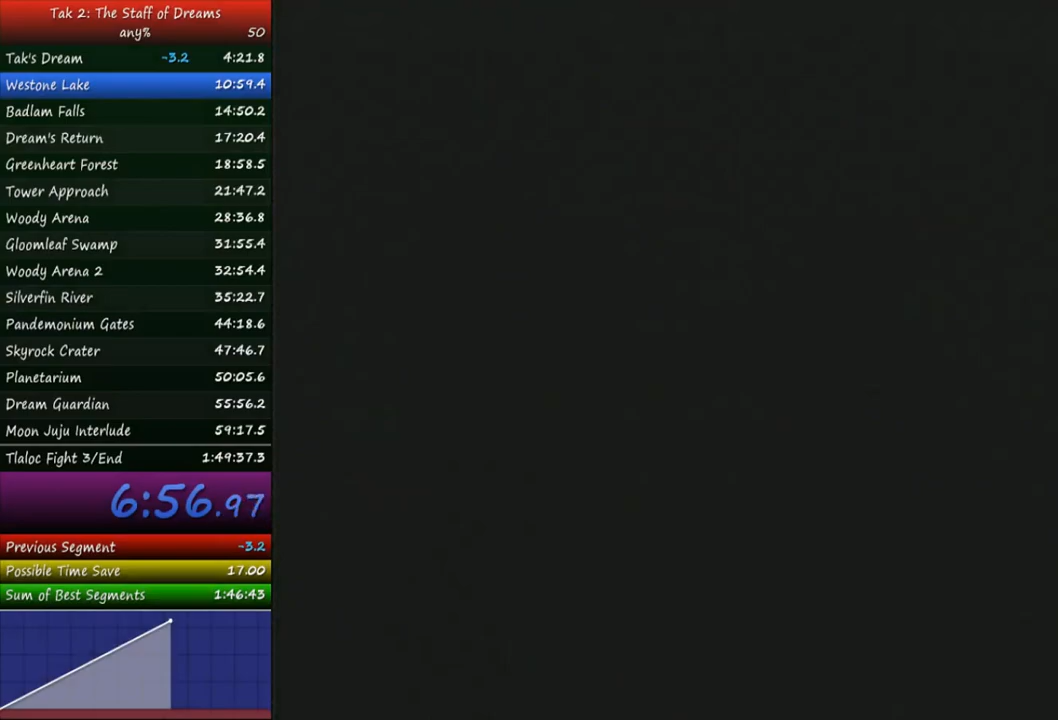 Tak 2: The Staff of Dreams
any% 50
Tak's Dream -3.2 4:21.8
Westone Lake 10:59.4
Badlam Falls 14:50.2
Dream's Return 17:20.4
Greenheart Forest 18:58.5
Tower Approach 21:47.2
Woody Arena 28:36.8
Gloomleaf Swamp 31:55.4
Woody Arena 2 32:54.4
Silverfin River 35:22.7
Pandemonium Gates 44:18.6
Skyrock Crater 47:46.7
Planetarium 50:05.6
Dream Guardian 55:56.2
Moon Juju Interlude 59:17.5
Tlaloc Fight 3/End 1:49:37.3
6:56.97
Previous Segment -3.2
Possible Time Save 17.00
Sum of Best Segments 1:46:43